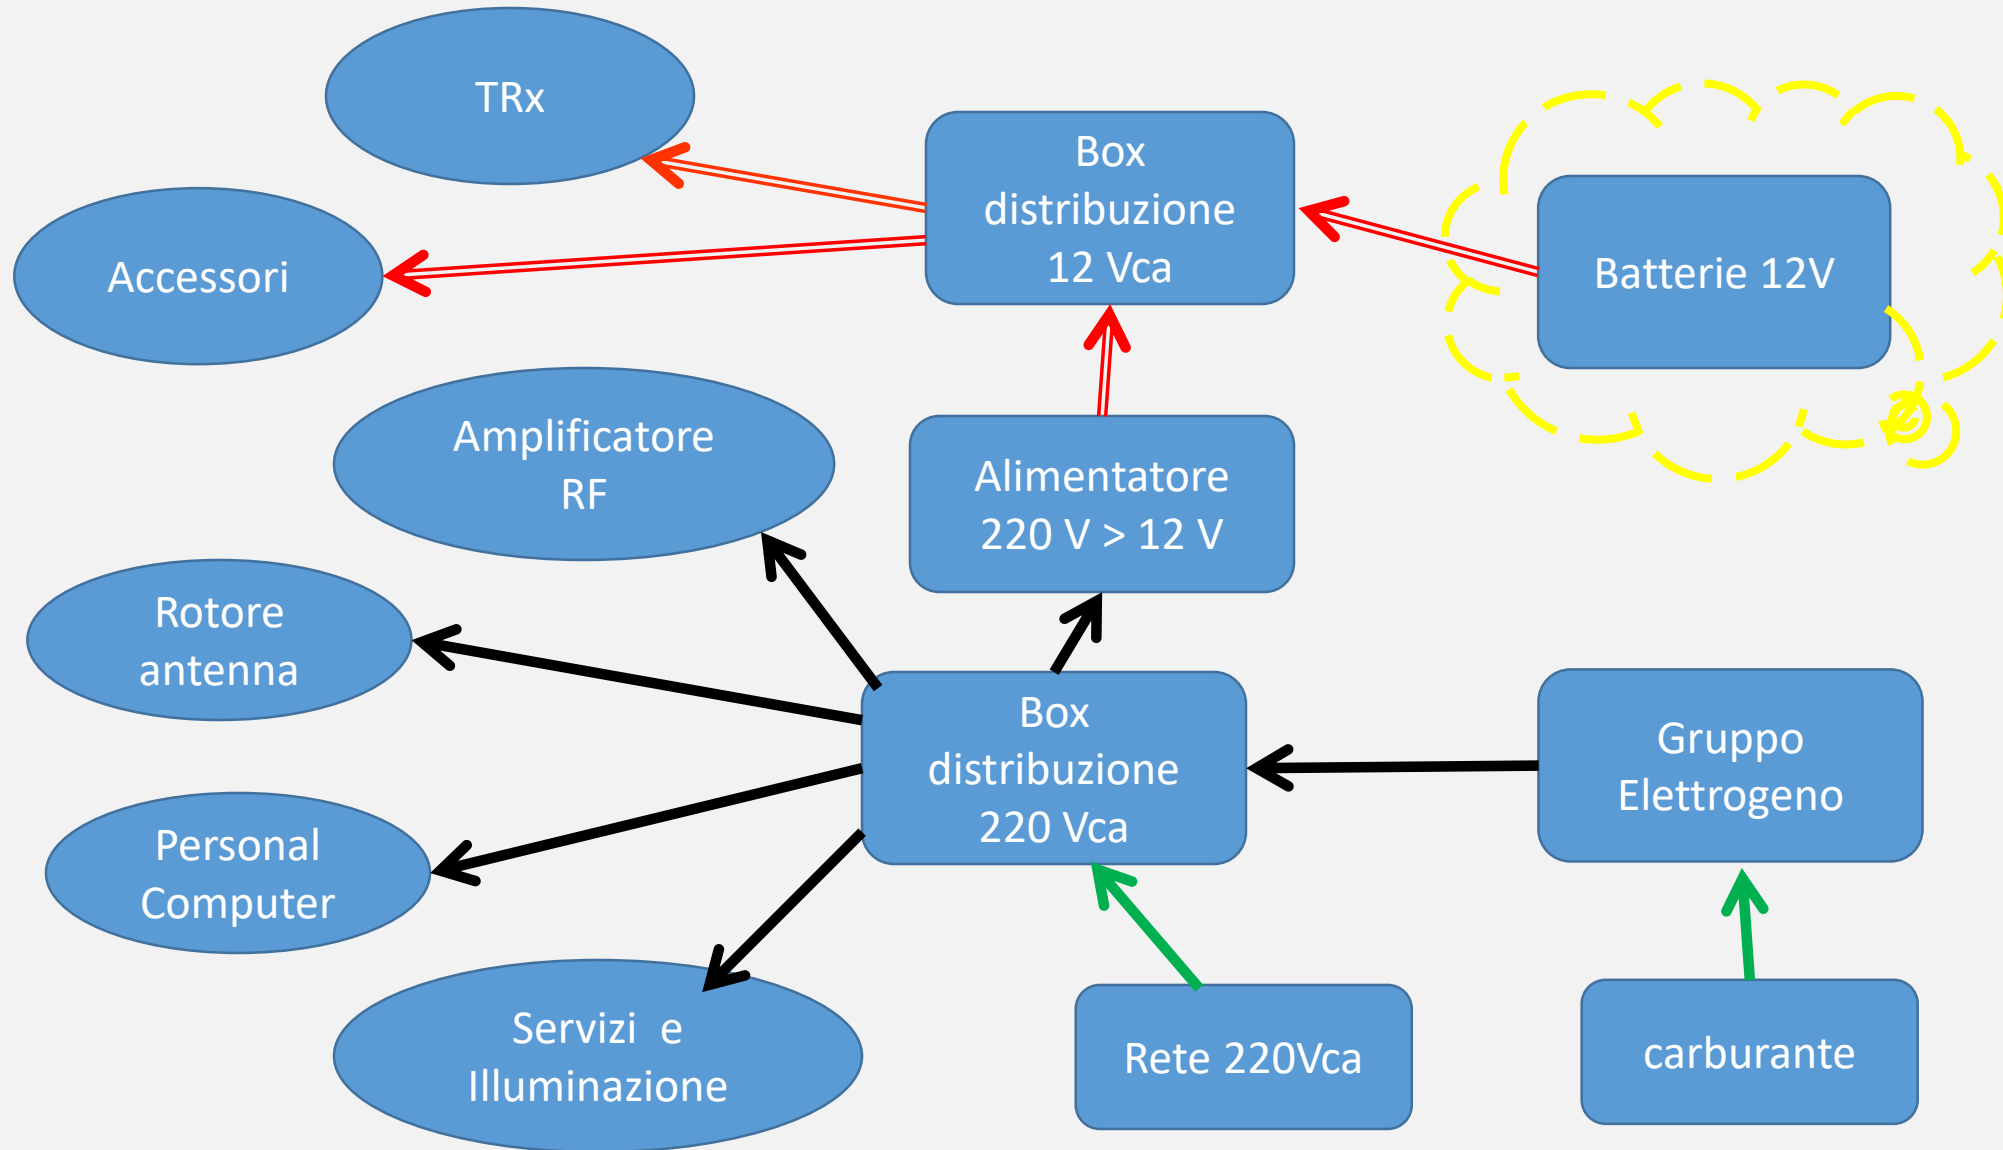 TRx
Box
distribuzione
12 Vca
Batterie 12V
Accessori
Amplificatore
RF
Alimentatore
220 V > 12 V
Rotore
antenna
Box
distribuzione
220 Vca
Gruppo
Elettrogeno
Personal
Computer
Servizi  e
Illuminazione
Rete 220Vca
carburante